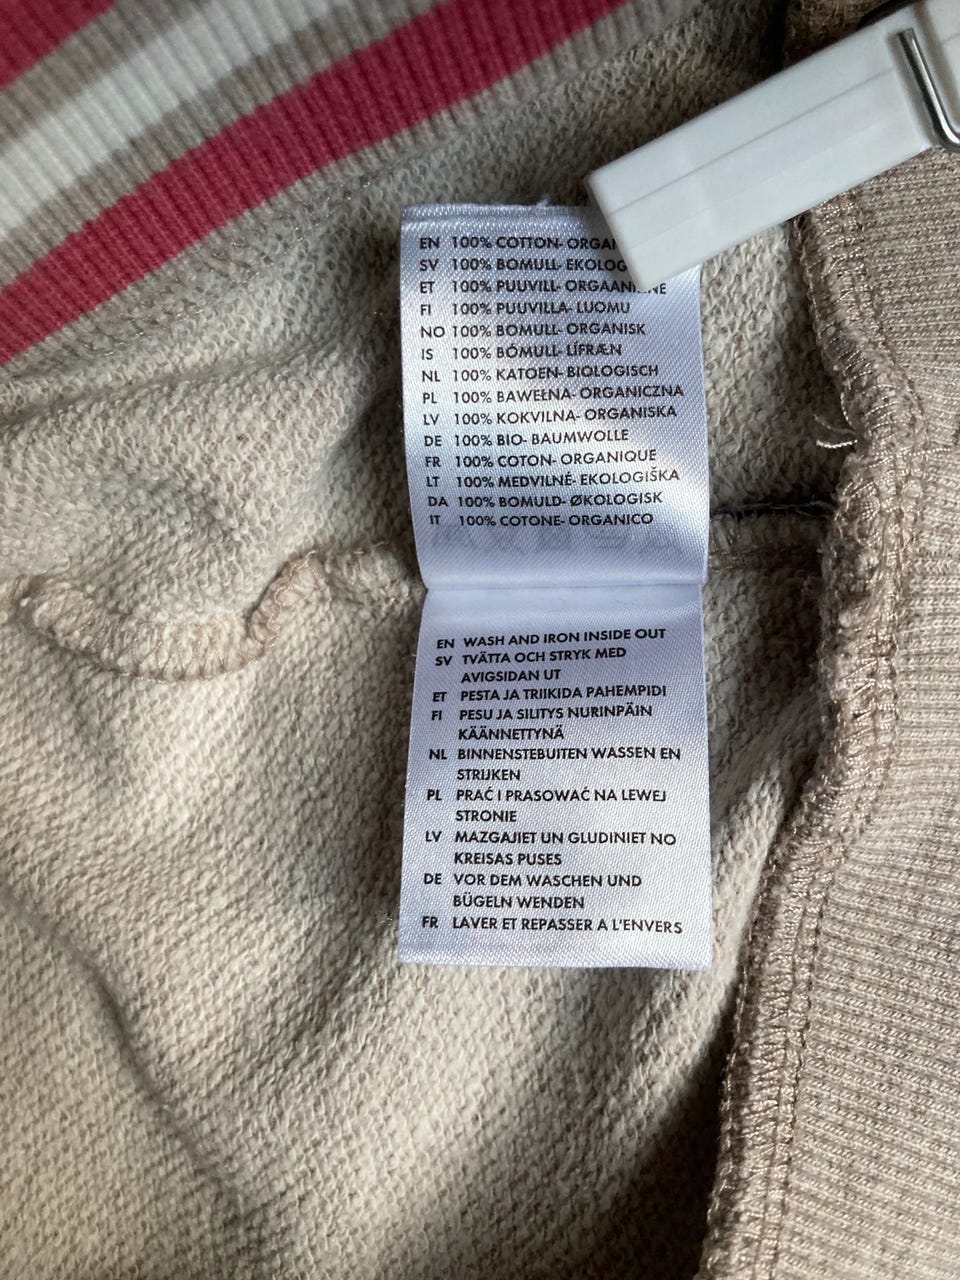 EN 100% COTTON-
SV 100% BOMULL-
ET 100% PUUVILL-
FI 100% PUUVILLA- LUOMU
NO 100% BOMULL- ORGANISK
IS 100% BÓMULL- LÍFRÆN
NL 100% KATOEN- BIOLOGISCH
PL 100% BAWEŁNA- ORGANICZNA
LV 100% KOKVILNA- ORGANISKA
DE 100% BIO- BAUMWOLLE
FR 100% COTON- ORGANIQUE
LT 100% MEDVILNĖ- EKOLOGIŠKA
DA 100% BOMULD- ØKOLOGISK
IT 100% COTONE- ORGANICO
EN WASH AND IRON INSIDE OUT
SV TVÄTTA OCH STRYK MED
AVIGSIDAN UT
ET PESTA JA TRIIKIDA PAHEMPIDI
FI PESU JA SILITYS NURINPÄIN
KÄÄNNETTYNÄ
NL BINNENSTEBUITEN WASSEN EN
STRIJKEN
PL PRAĆ I PRASOWAĆ NA LEWEJ
STRONIE
LV MAZGAJIET UN GLUDINIET NO
KREISAS PUSES
DE VOR DEM WASCHEN UND
BÜGELN WENDEN
FR LAVER ET REPASSER A L'ENVERS